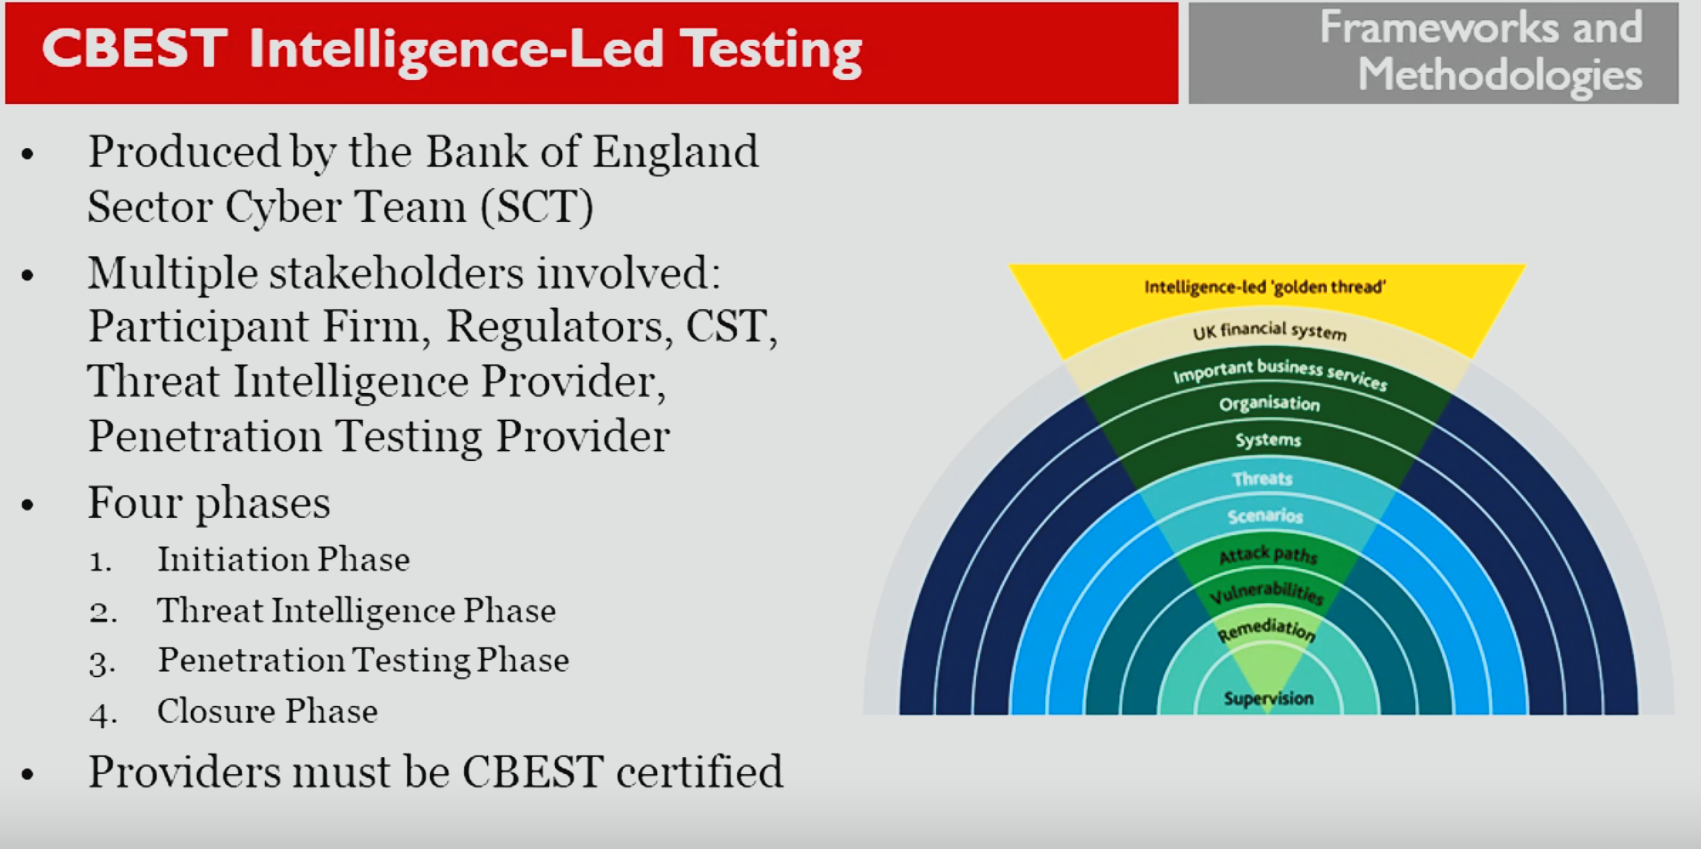 CBEST Intelligence-Led Testing
Frameworks and
Methodologies
• Produced by the Bank of England
Sector Cyber Team (SCT)
• Multiple stakeholders involved:
Participant Firm, Regulators, CST,
Threat Intelligence Provider,
Penetration Testing Provider
• Four phases
1. Initiation Phase
2. Threat Intelligence Phase
3. Penetration Testing Phase
4. Closure Phase
• Providers must be CBEST certified
Intelligence-led 'golden thread'
UK financial system
Important business services
Organisation
Systems
Threats
Scenarios
Attack paths
Vulnerabilities
Remediation
Supervision